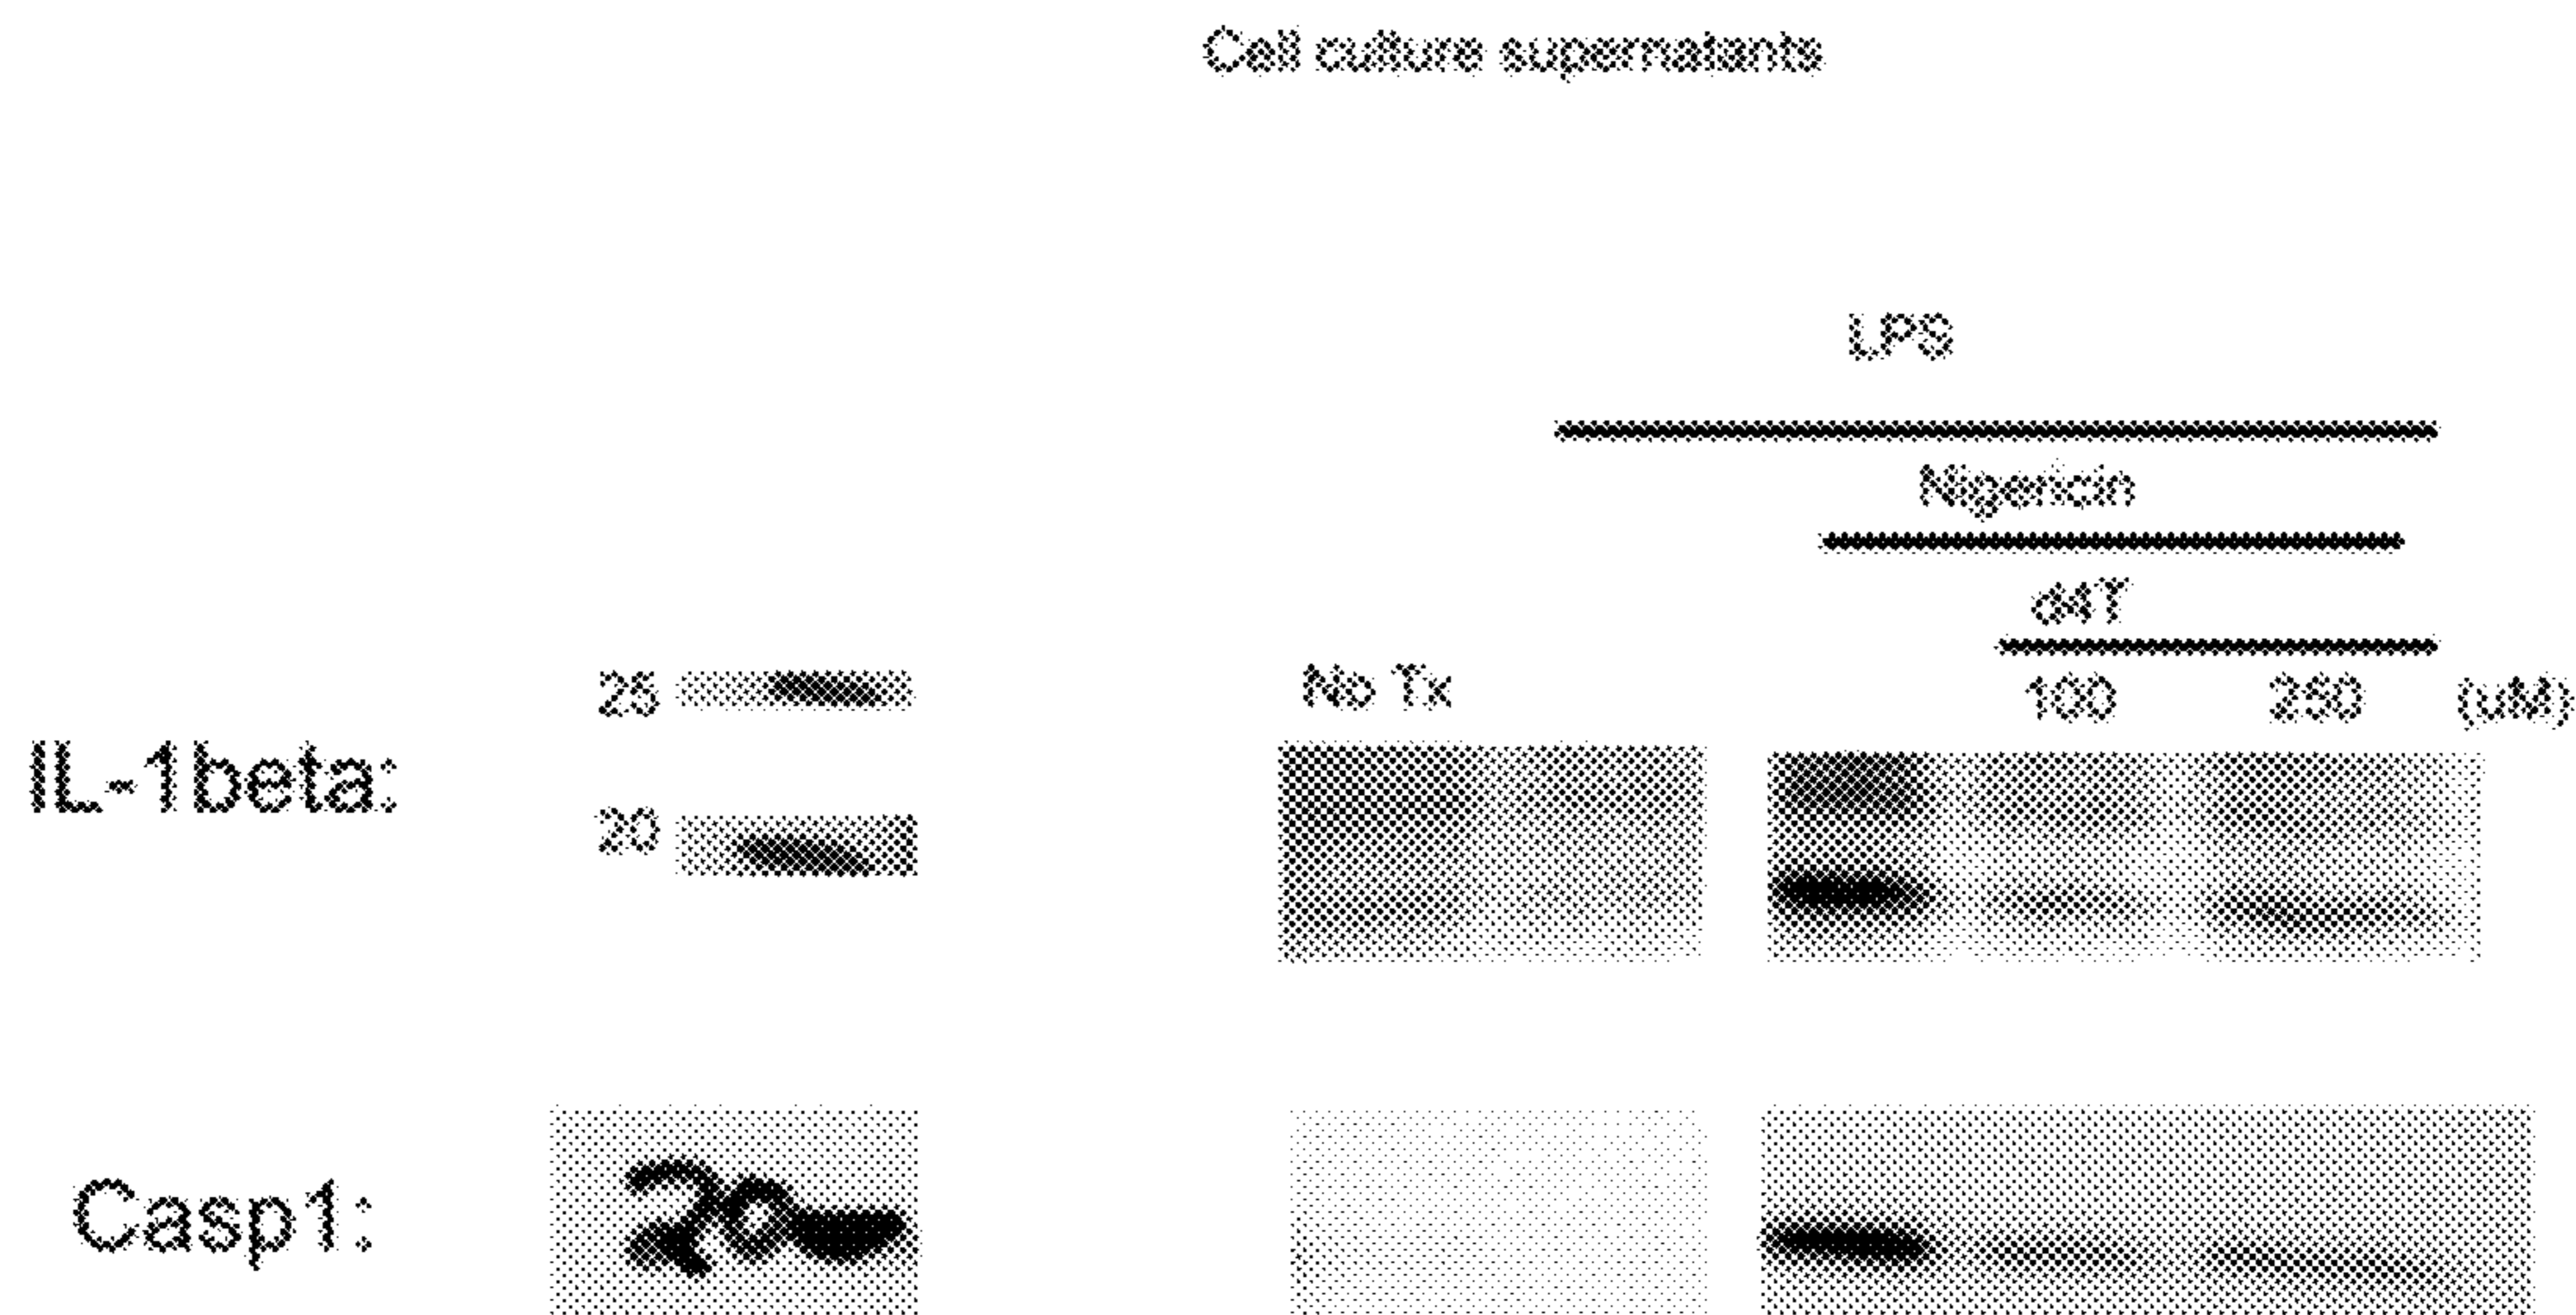 Cell culture supernatants
LPS
Nigericin
d4T
No Tx 100 250 (uM)
25
IL-1beta:
20
Casp1: 20